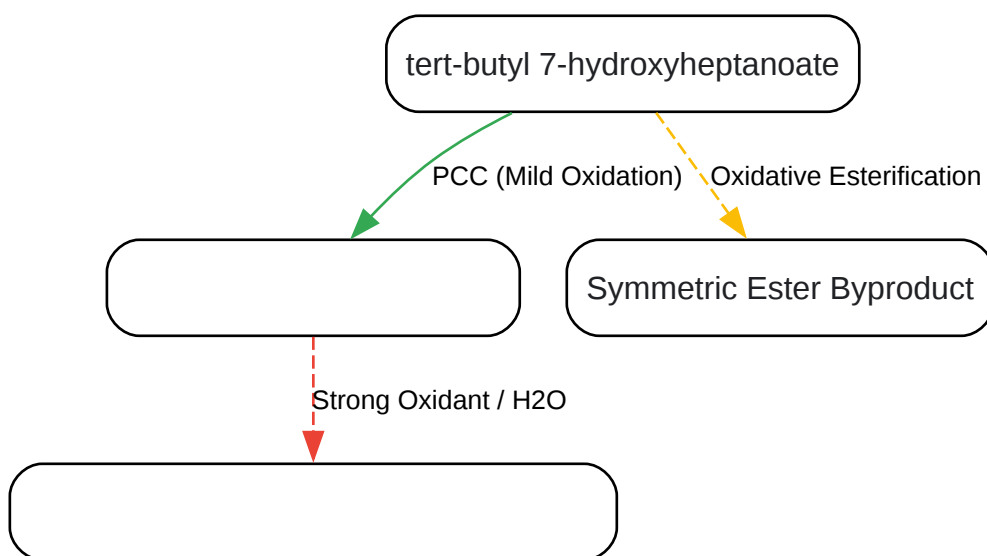 tert-butyl 7-hydroxyheptanoate
PCC (Mild Oxidation)
Oxidative Esterification
Symmetric Ester Byproduct
Strong Oxidant / H2O